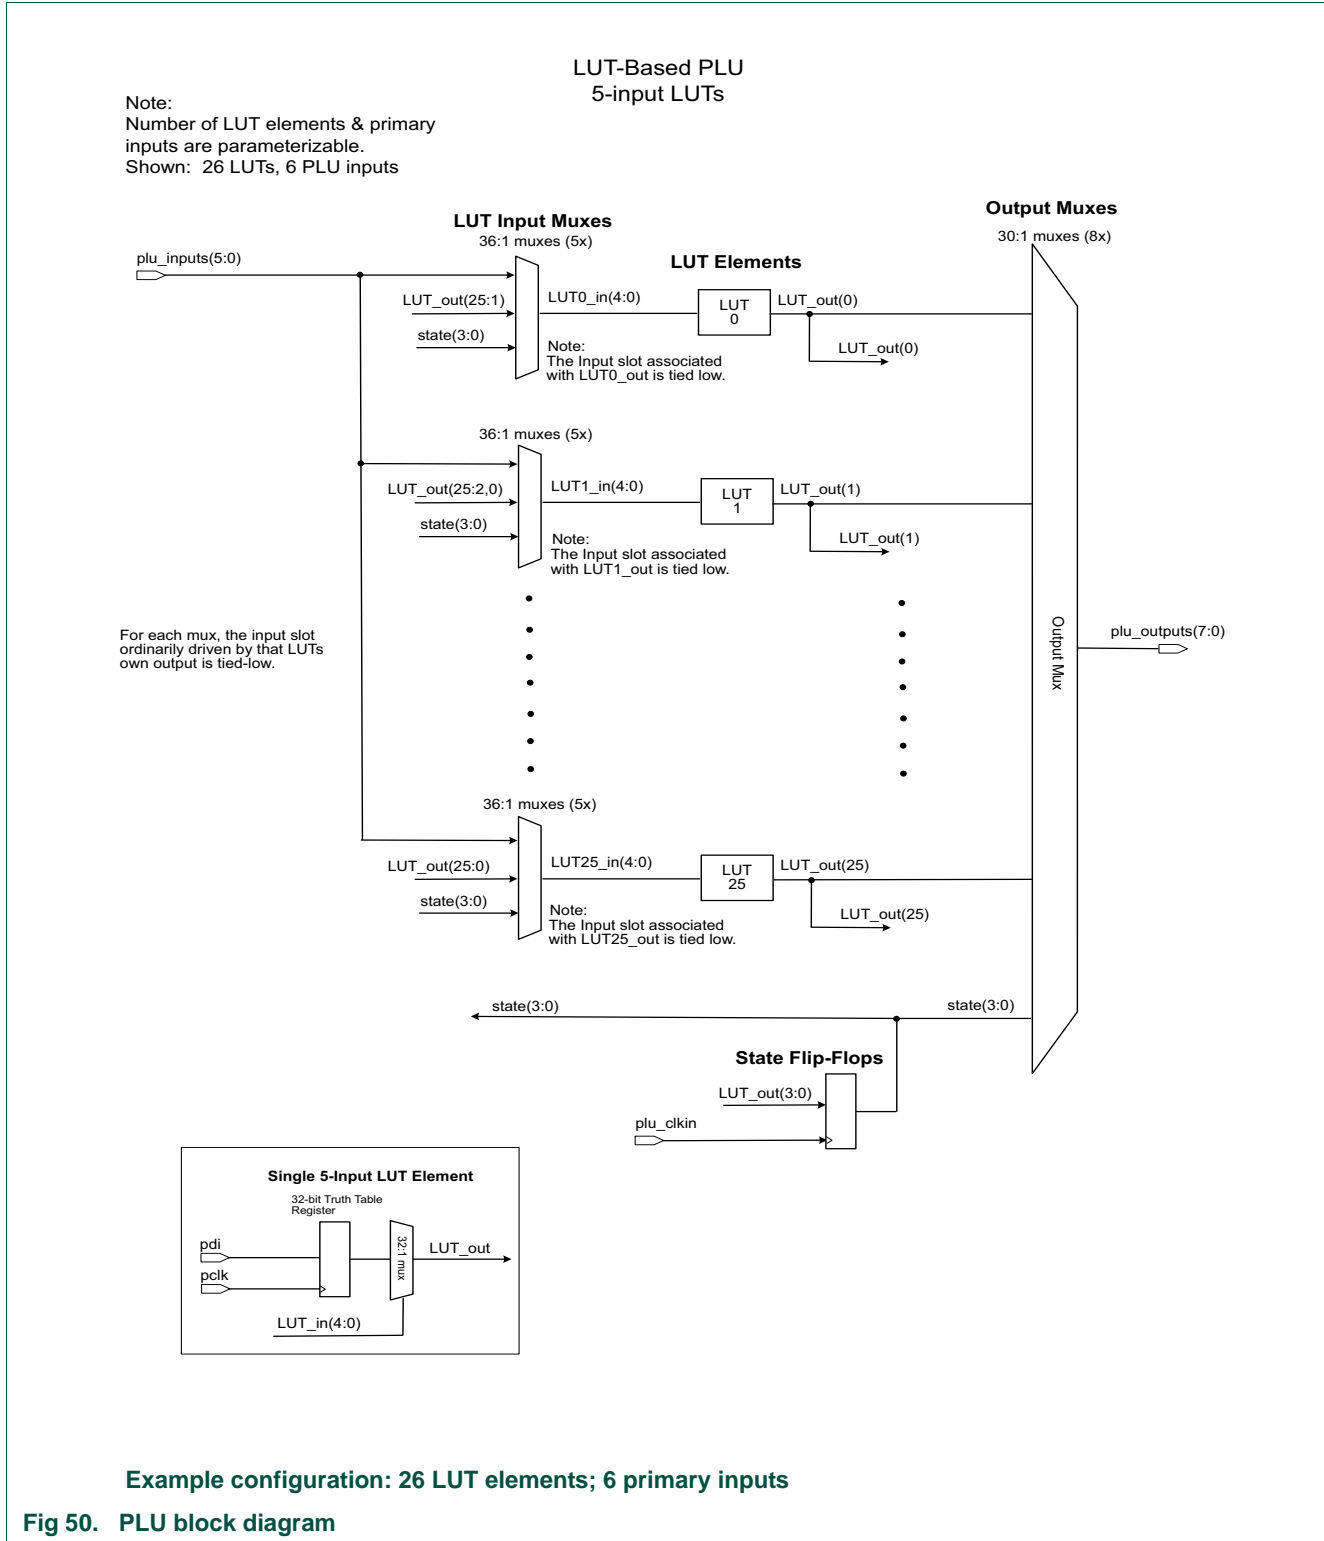 LUT-Based PLU
5-input LUTs
Note:
Number of LUT elements & primary
inputs are parameterizable.
Shown: 26 LUTs, 6 PLU inputs
LUT Input Muxes
Output Muxes
36:1 muxes (5x)
30:1 muxes (8x)
plu_inputs(5:0)
LUT Elements
LUT_out(25:1)
LUT0_in(4:0)
LUT
0
LUT_out(0)
state(3:0)
LUT_out(0)
Note:
The Input slot associated
with LUT0_out is tied low.
36:1 muxes (5x)
LUT_out(25:2,0)
LUT1_in(4:0)
LUT
1
LUT_out(1)
state(3:0)
LUT_out(1)
Note:
The Input slot associated
with LUT1_out is tied low.
For each mux, the input slot
ordinarily driven by that LUTs
own output is tied-low.
Output Mux
plu_outputs(7:0)
36:1 muxes (5x)
LUT_out(25:0)
LUT25_in(4:0)
LUT
25
LUT_out(25)
state(3:0)
LUT_out(25)
Note:
The Input slot associated
with LUT25_out is tied low.
state(3:0)
state(3:0)
State Flip-Flops
LUT_out(3:0)
plu_clkin
Single 5-Input LUT Element
32-bit Truth Table
Register
pdi
32:1 mux
LUT_out
pclk
LUT_in(4:0)
Example configuration: 26 LUT elements; 6 primary inputs
Fig 50. PLU block diagram